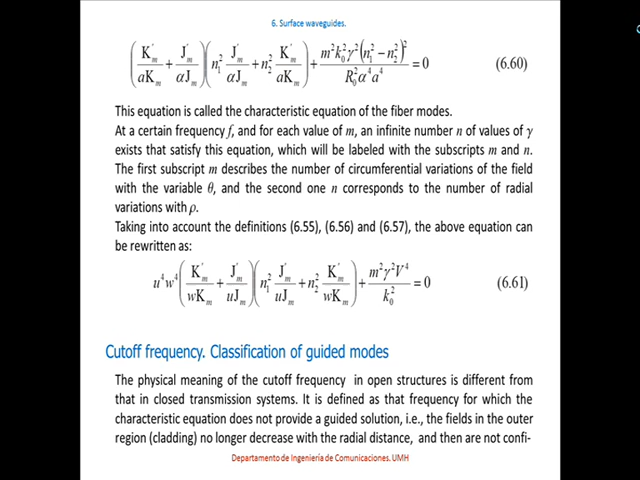 6. Surface waveguides.
(K′ₘ/aKₘ + J′ₘ/αJₘ)(n₁² J′ₘ/αJₘ + n₂² K′ₘ/aKₘ) + m²k₀²γ²(n₁² − n₂²)²/R₀²α⁴a⁴ = 0 (6.60)
This equation is called the characteristic equation of the fiber modes.
At a certain frequency f, and for each value of m, an infinite number n of values of γ
exists that satisfy this equation, which will be labeled with the subscripts m and n.
The first subscript m describes the number of circumferential variations of the field
with the variable θ, and the second one n corresponds to the number of radial
variations with ρ.
Taking into account the definitions (6.55), (6.56) and (6.57), the above equation can
be rewritten as:
u⁴w⁴(K′ₘ/wKₘ + J′ₘ/uJₘ)(n₁² J′ₘ/uJₘ + n₂² K′ₘ/wKₘ) + m²γ²V⁴/k₀² = 0 (6.61)
Cutoff frequency. Classification of guided modes
The physical meaning of the cutoff frequency in open structures is different from
that in closed transmission systems. It is defined as that frequency for which the
characteristic equation does not provide a guided solution, i.e., the fields in the outer
region (cladding) no longer decrease with the radial distance, and then are not confi-
Departamento de Ingeniería de Comunicaciones. UMH